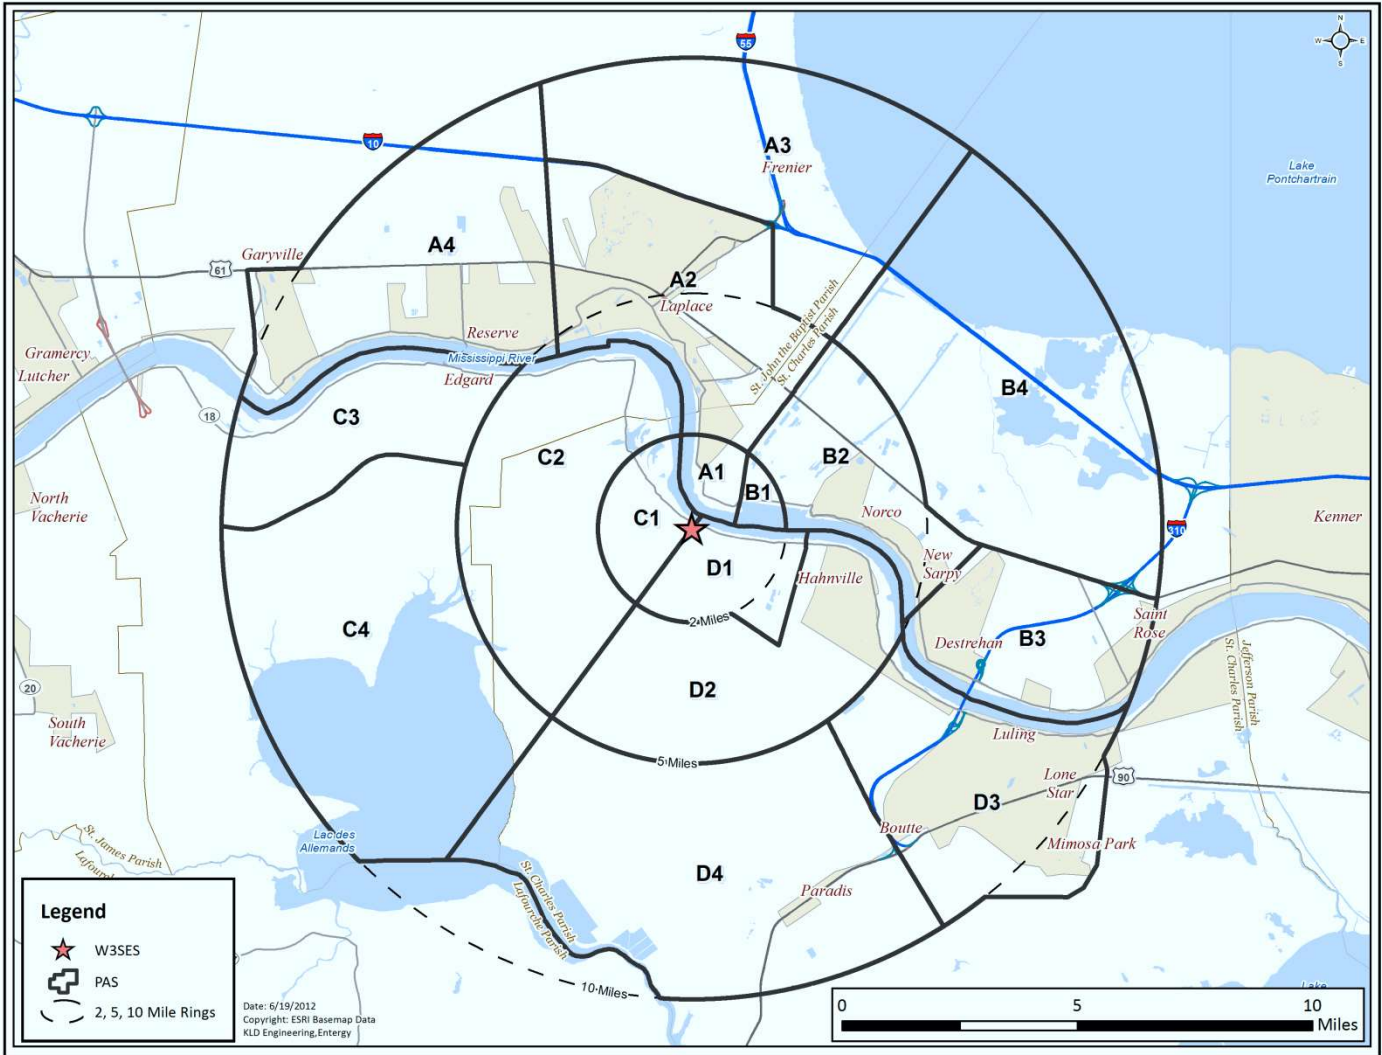 N
W E
S
55
A3
Frenier
10
Lake
Pontchartrain
Garyville
A4
61
A2
Laplace
St. John the Baptist Parish
St. Charles Parish
Reserve
Mississippi River
Gramercy
Lutcher
Edgard
B4
18
C3
C2
B2
A1
B1
North
Vacherie
C1
Norco
Kenner
310
D1
Hahnville
New
Sarpy
2 Miles
Saint
Rose
C4
Destrehan
B3
Jefferson Parish
St. Charles Parish
20
D2
South
Vacherie
Luling
5 Miles
Lone
Star
90
D3
Boutte
Lac des
Allemands
Mimosa Park
St. James Parish
D4
Paradis
St. Charles Parish
Lafourche Parish
10 Miles
Legend
W3SES
PAS
2, 5, 10 Mile Rings
Date: 6/19/2012
Copyright: ESRI Basemap Data
KLD Engineering,Entergy
Lake
0 5 10
Miles